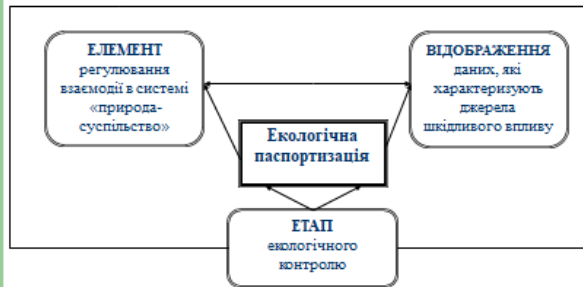 ЕЛЕМЕНТ
регулювання
взаємодії в системі
«природа-
суспільство»
ВІДОБРАЖЕННЯ
даних, які
характеризують
джерела
шкідливого впливу
Екологічна
паспортизація
ЕТАП
екологічного
контролю